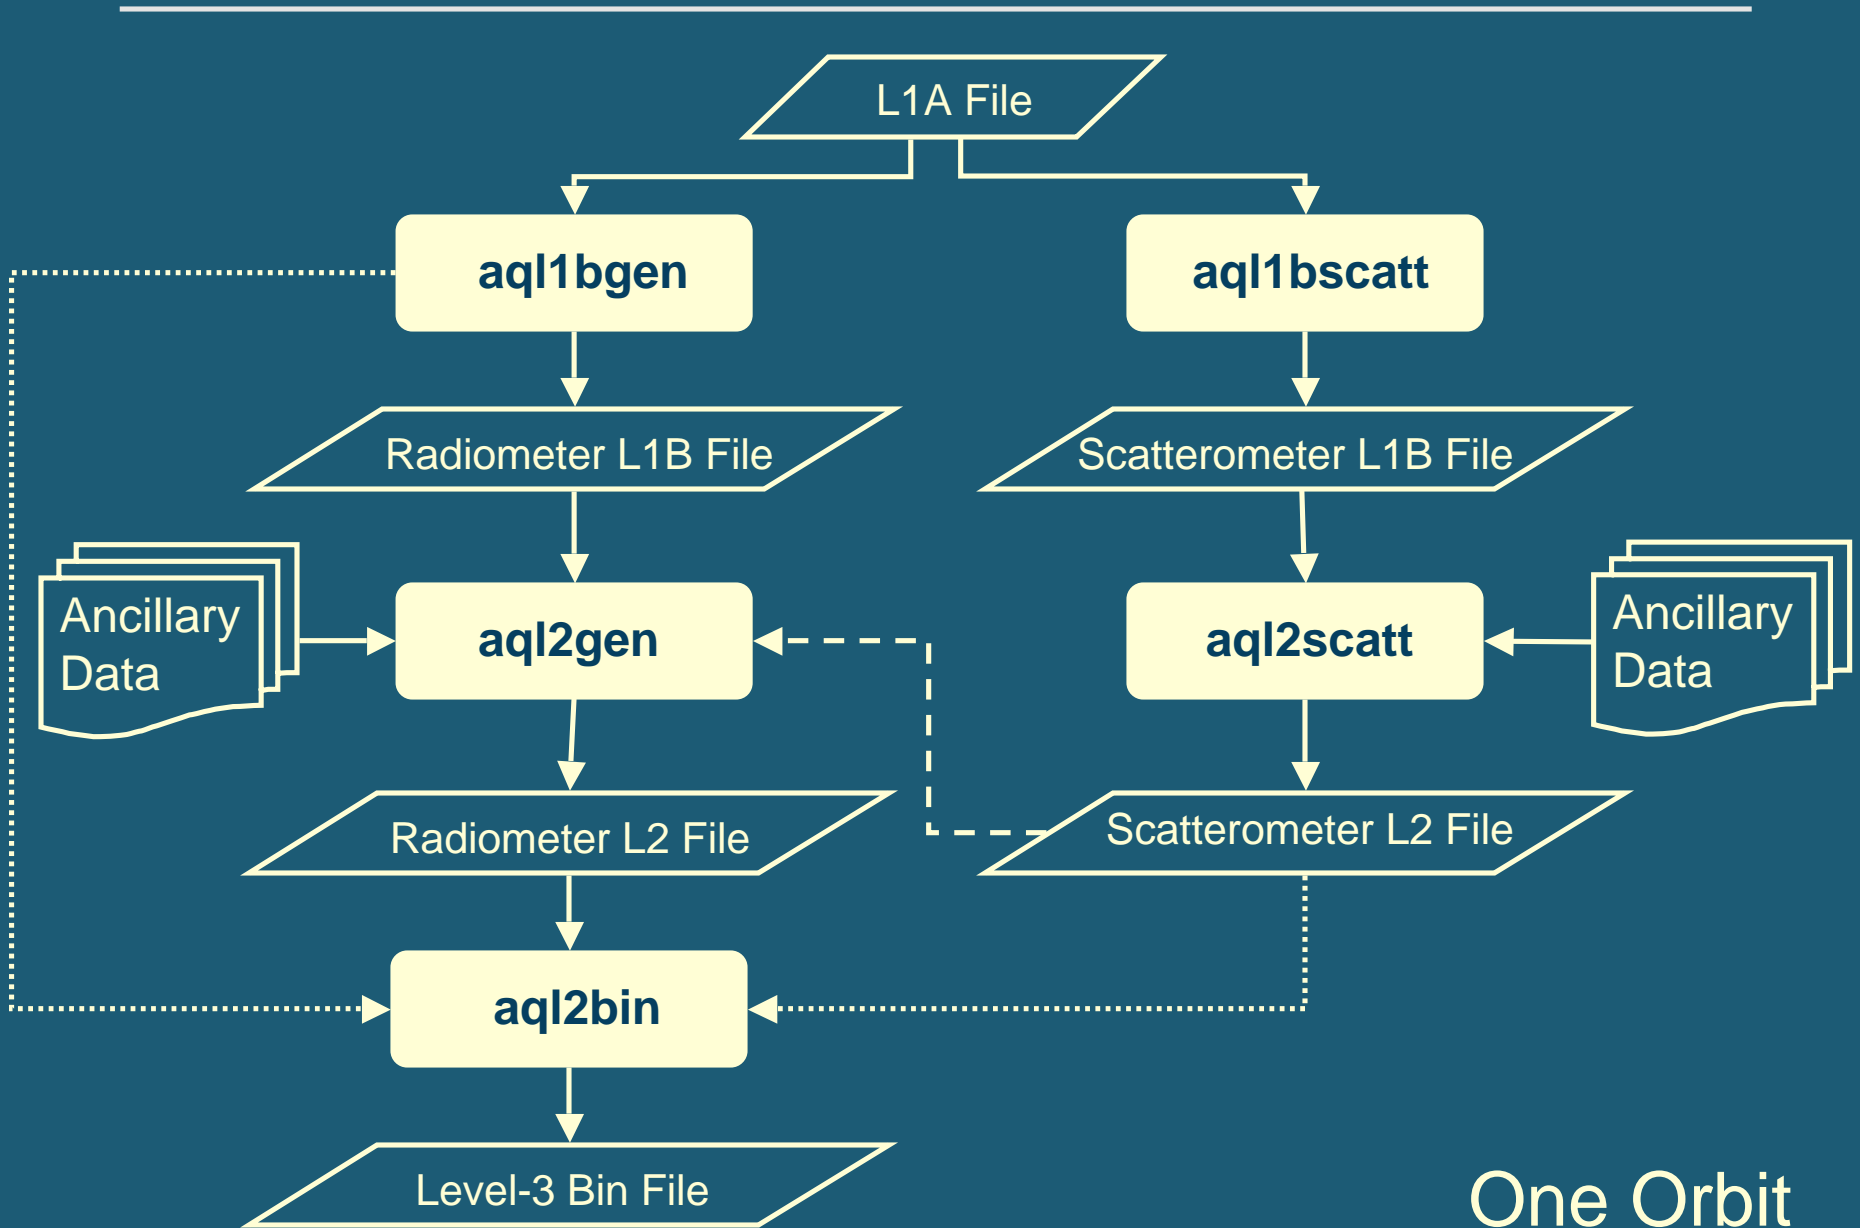 L1A File
aql1bgen
aql1bscatt
Radiometer L1B File
Scatterometer L1B File
Ancillary
Data
aql2gen
aql2scatt
Ancillary
Data
Radiometer L2 File
Scatterometer L2 File
aql2bin
Level-3 Bin File
One Orbit